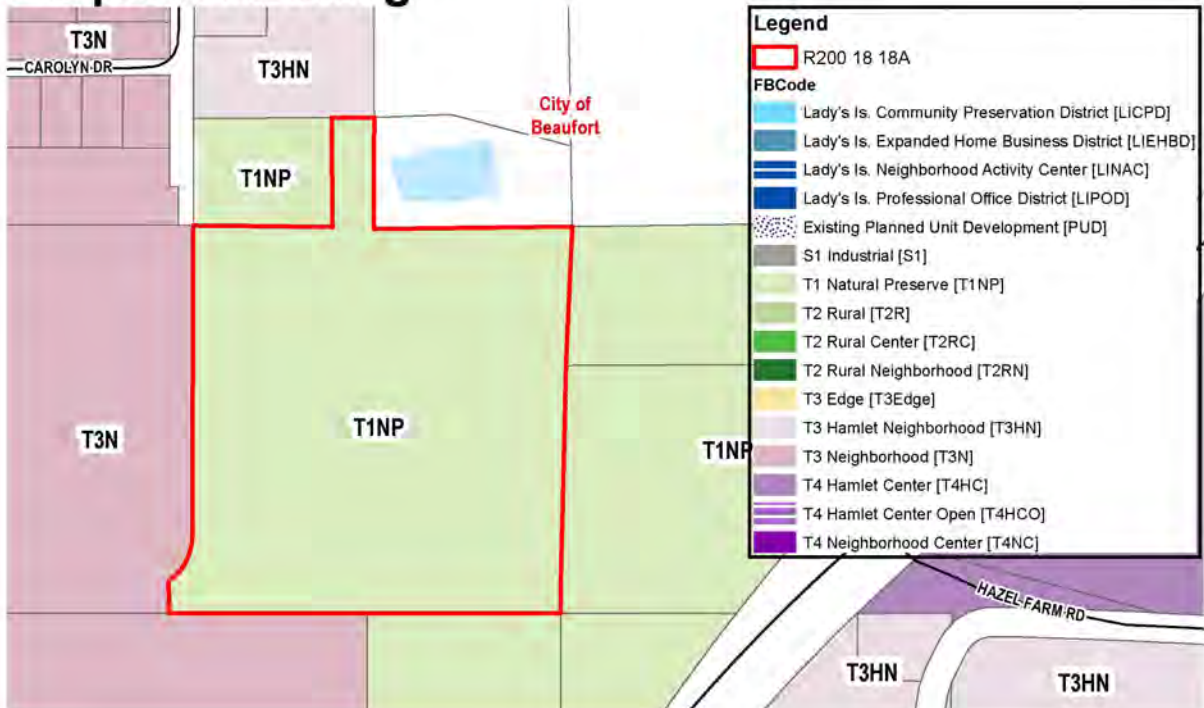 T3N
CAROLYN DR
T3HN
City of
Beaufort
T1NP
T3N
T1NP
T1NP
HAZEL FARM RD
T3HN
T3HN
Legend
R200 18 18A
FBCode
Lady's Is. Community Preservation District [LiCPD]
Lady's Is. Expanded Home Business District [LIEHBD]
Lady's Is. Neighborhood Activity Center [LINAC]
Lady's Is. Professional Office District [LIPOD]
Existing Planned Unit Development [PUD]
S1 Industrial [S1]
T1 Natural Preserve [T1NP]
T2 Rural [T2R]
T2 Rural Center [T2RC]
T2 Rural Neighborhood [T2RN]
T3 Edge [T3Edge]
T3 Hamlet Neighborhood [T3HN]
T3 Neighborhood [T3N]
T4 Hamlet Center [T4HC]
T4 Hamlet Center Open [T4HCO]
T4 Neighborhood Center [T4NC]